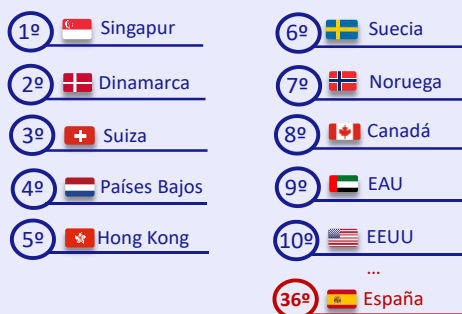 1º Singapur
2º Dinamarca
3º Suiza
4º Países Bajos
5º Hong Kong
6º Suecia
7º Noruega
8º Canadá
9º EAU
10º EEUU
...
36º España